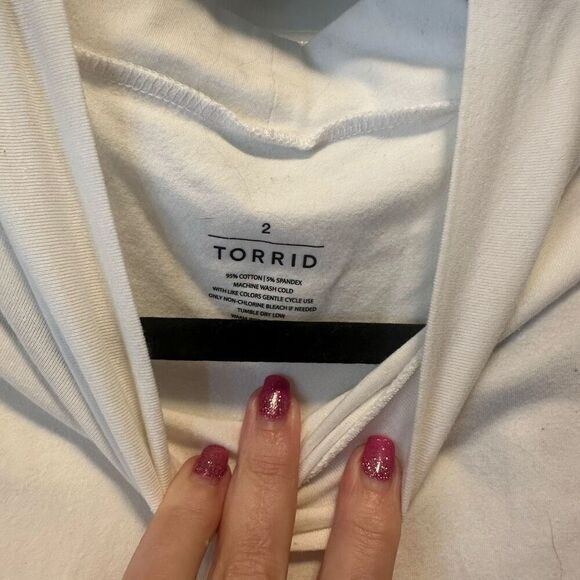 2
TORRID
95% COTTON | 5% SPANDEX
MACHINE WASH COLD
WITH LIKE COLORS GENTLE CYCLE USE
ONLY NON-CHLORINE BLEACH IF NEEDED
TUMBLE DRY LOW